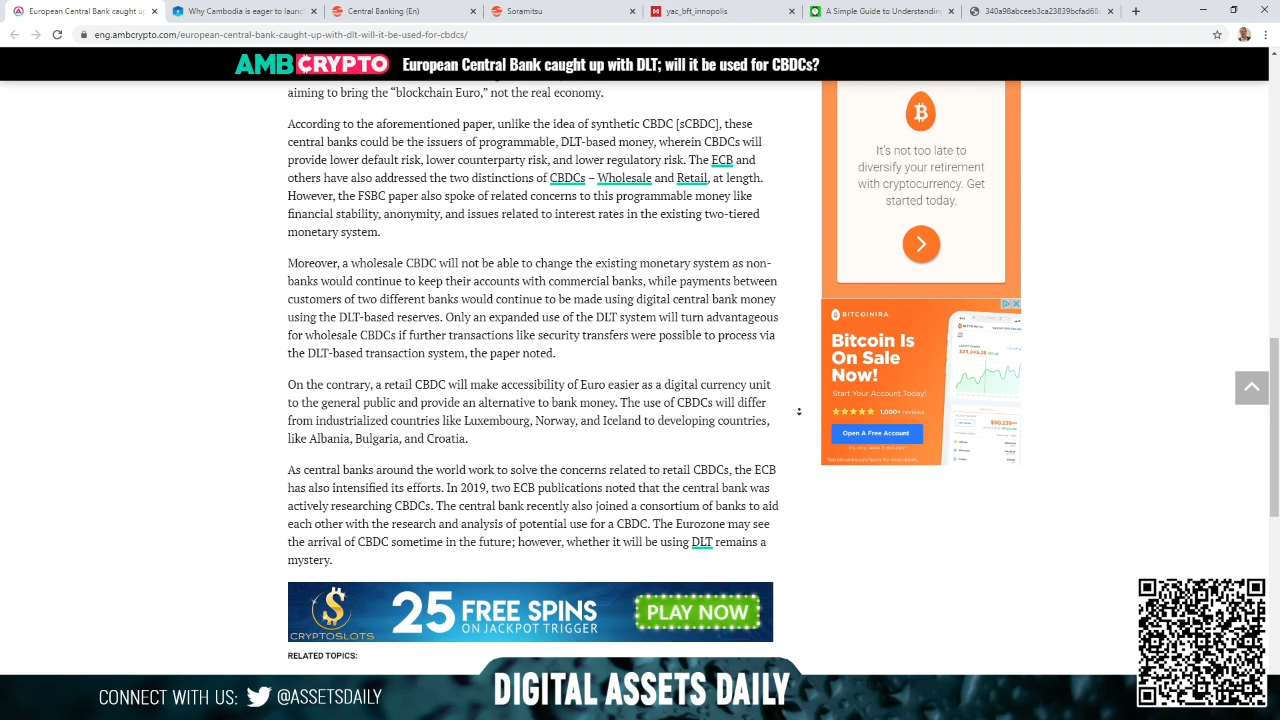 European Central Bank caught up
Why Cambodia is eager to launc
Central Banking (En)
Soramitsu
yac_bft_innopolis
A Simple Guide to Understanding
340a98abceeb3ca23839bcfa68
eng.ambcrypto.com/european-central-bank-caught-up-with-dlt-will-it-be-used-for-cbdcs/
AMBCRYPTO European Central Bank caught up with DLT; will it be used for CBDCs?
aiming to bring the “blockchain Euro,” not the real economy.
According to the aforementioned paper, unlike the idea of synthetic CBDC [sCBDC], these
central banks could be the issuers of programmable, DLT-based money, wherein CBDCs will
provide lower default risk, lower counterparty risk, and lower regulatory risk. The ECB and
others have also addressed the two distinctions of CBDCs – Wholesale and Retail, at length.
However, the FSBC paper also spoke of related concerns to this programmable money like
financial stability, anonymity, and issues related to interest rates in the existing two-tiered
monetary system.
Moreover, a wholesale CBDC will not be able to change the existing monetary system as non-
banks would continue to keep their accounts with commercial banks, while payments between
customers of two different banks would continue to be made using digital central bank money
using the DLT-based reserves. Only an expanded use of the DLT system will turn advantageous
to wholesale CBDC if further transactions like security transfers were possible to process via
the DLT-based transaction system, the paper noted.
On the contrary, a retail CBDC will make accessibility of Euro easier as a digital currency unit
to the general public and provide an alternative to bank money. The use of CBDCs will differ
from industrialized countries like Luxemburg, Norway, and Iceland to developing countries,
like Albania, Bulgaria, and Croatia.
As central banks around the world work to solve the concerns related to retail CBDCs, the ECB
has also intensified its efforts. In 2019, two ECB publications noted that the central bank was
actively researching CBDCs. The central bank recently also joined a consortium of banks to aid
each other with the research and analysis of potential use for a CBDC. The Eurozone may see
the arrival of CBDC sometime in the future; however, whether it will be using DLT remains a
mystery.
It's not too late to
diversify your retirement
with cryptocurrency. Get
started today.
BITCOINIRA
Bitcoin Is
On Sale
Now!
Start Your Account Today!
1,000+ reviews
Open A Free Account
It's only takes 3 minutes!
CRYPTOSLOTS
25 FREE SPINS
ON JACKPOT TRIGGER
PLAY NOW
RELATED TOPICS:
CONNECT WITH US: @ASSETSDAILY
DIGITAL ASSETS DAILY